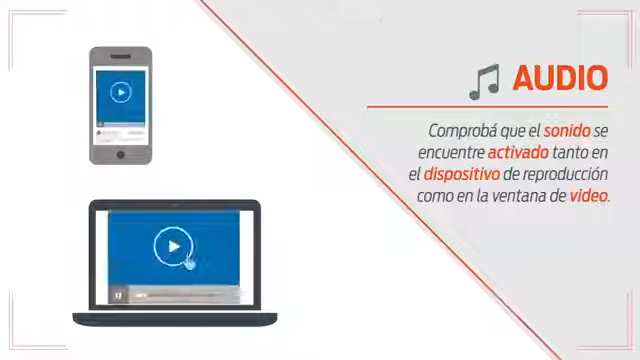 AUDIO
Comprobá que el sonido se
encuentre activado tanto en
el dispositivo de reproducción
como en la ventana de video.